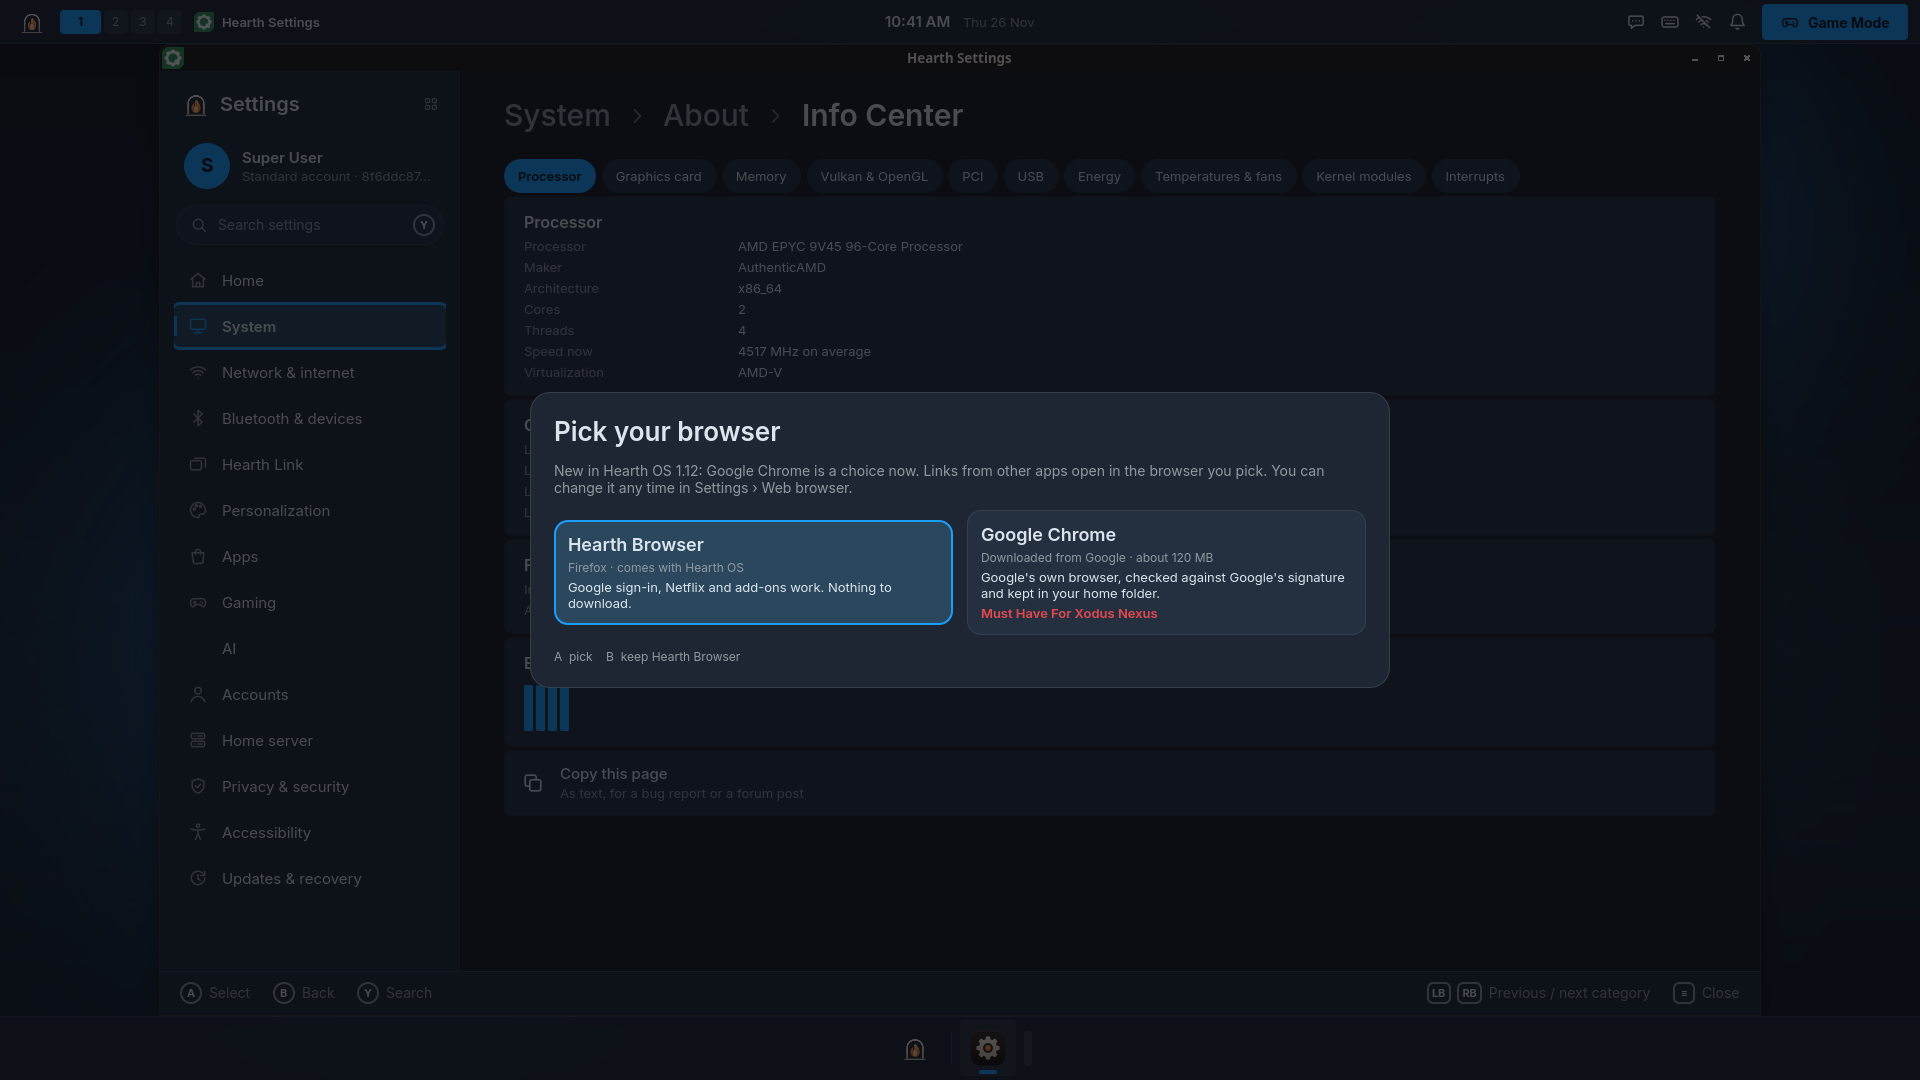 1 2 3 4 Hearth Settings 10:41 AM Thu 26 Nov Game Mode
Hearth Settings
Settings
S
Super User
Standard account · 8f6ddc87...
Search settings Y
Home
System
Network & internet
Bluetooth & devices
Hearth Link
Personalization
Apps
Gaming
AI
Accounts
Home server
Privacy & security
Accessibility
Updates & recovery
System > About > Info Center
Processor Graphics card Memory Vulkan & OpenGL PCI USB Energy Temperatures & fans Kernel modules Interrupts
Processor
Processor AMD EPYC 9V45 96-Core Processor
Maker AuthenticAMD
Architecture x86_64
Cores 2
Threads 4
Speed now 4517 MHz on average
Virtualization AMD-V
Pick your browser
New in Hearth OS 1.12: Google Chrome is a choice now. Links from other apps open in the browser you pick. You can
change it any time in Settings › Web browser.
Hearth Browser
Firefox · comes with Hearth OS
Google sign-in, Netflix and add-ons work. Nothing to
download.
Google Chrome
Downloaded from Google · about 120 MB
Google's own browser, checked against Google's signature
and kept in your home folder.
Must Have For Xodus Nexus
A pick B keep Hearth Browser
Copy this page
As text, for a bug report or a forum post
A Select B Back Y Search LB RB Previous / next category ≡ Close